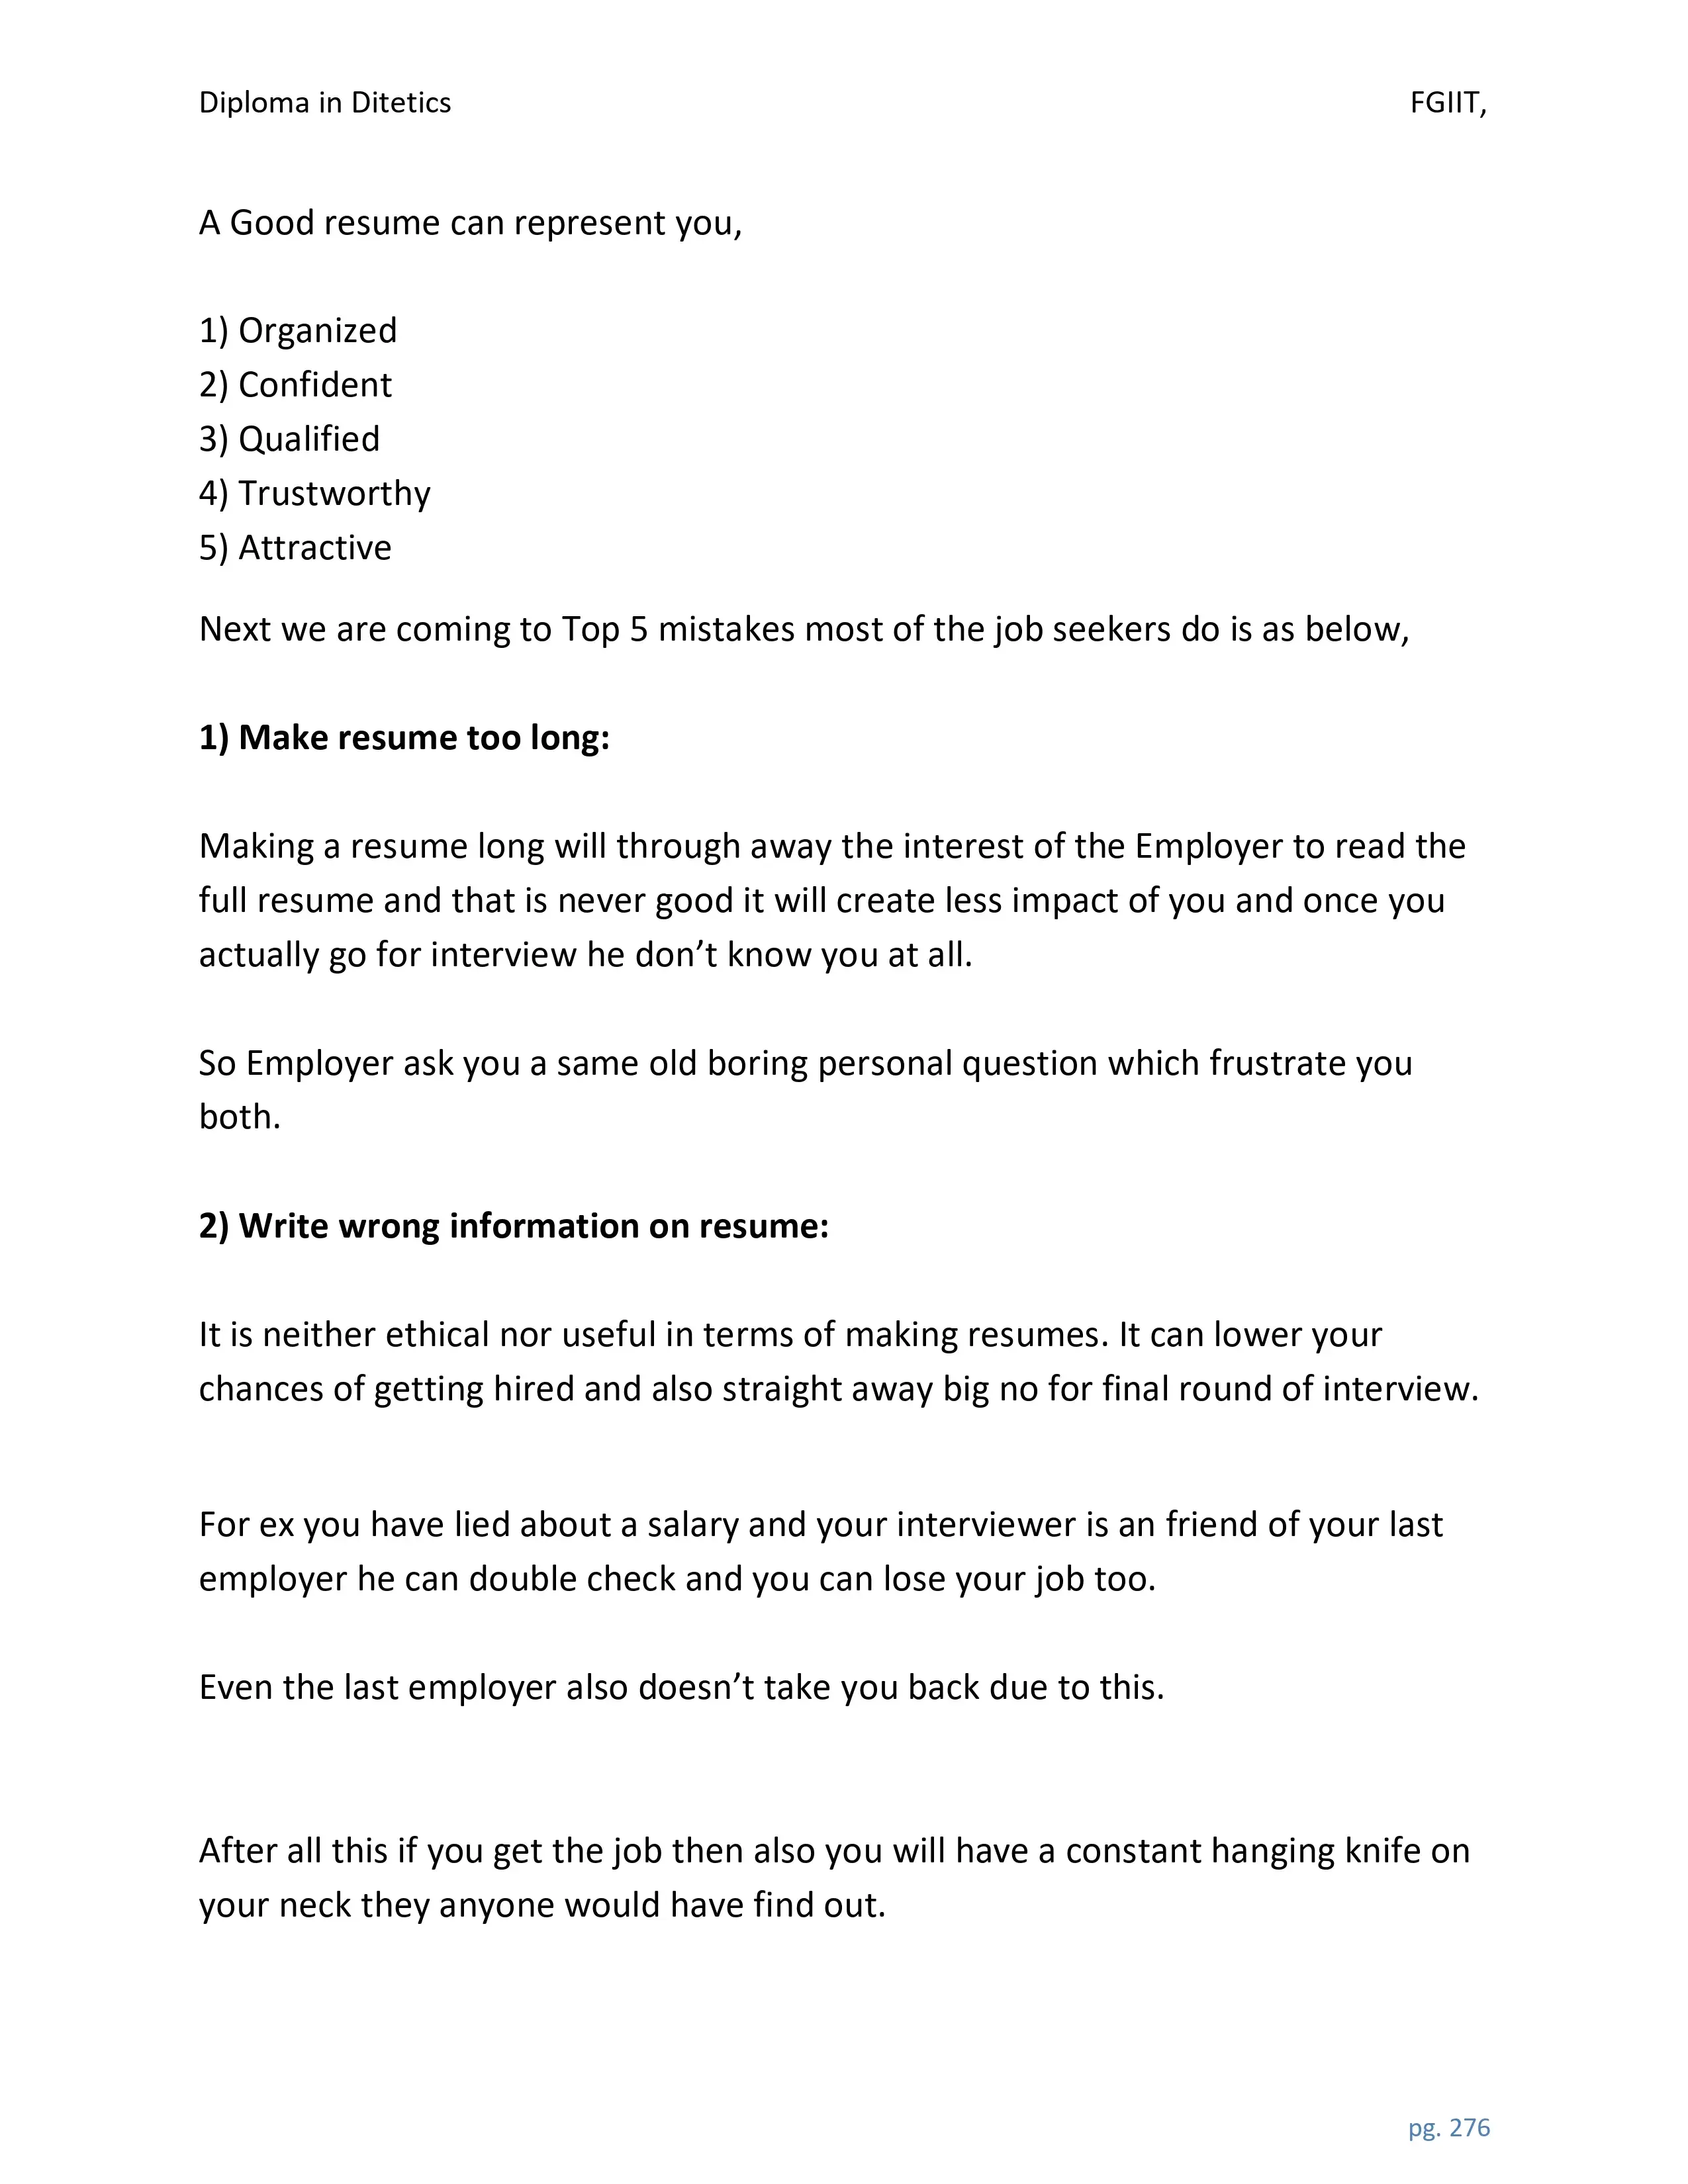 Diploma in Ditetics FGIIT,
A Good resume can represent you,
1) Organized
2) Confident
3) Qualified
4) Trustworthy
5) Attractive
Next we are coming to Top 5 mistakes most of the job seekers do is as below,
1) Make resume too long:
Making a resume long will through away the interest of the Employer to read the
full resume and that is never good it will create less impact of you and once you
actually go for interview he don’t know you at all.
So Employer ask you a same old boring personal question which frustrate you
both.
2) Write wrong information on resume:
It is neither ethical nor useful in terms of making resumes. It can lower your
chances of getting hired and also straight away big no for final round of interview.
For ex you have lied about a salary and your interviewer is an friend of your last
employer he can double check and you can lose your job too.
Even the last employer also doesn’t take you back due to this.
After all this if you get the job then also you will have a constant hanging knife on
your neck they anyone would have find out.
pg. 276